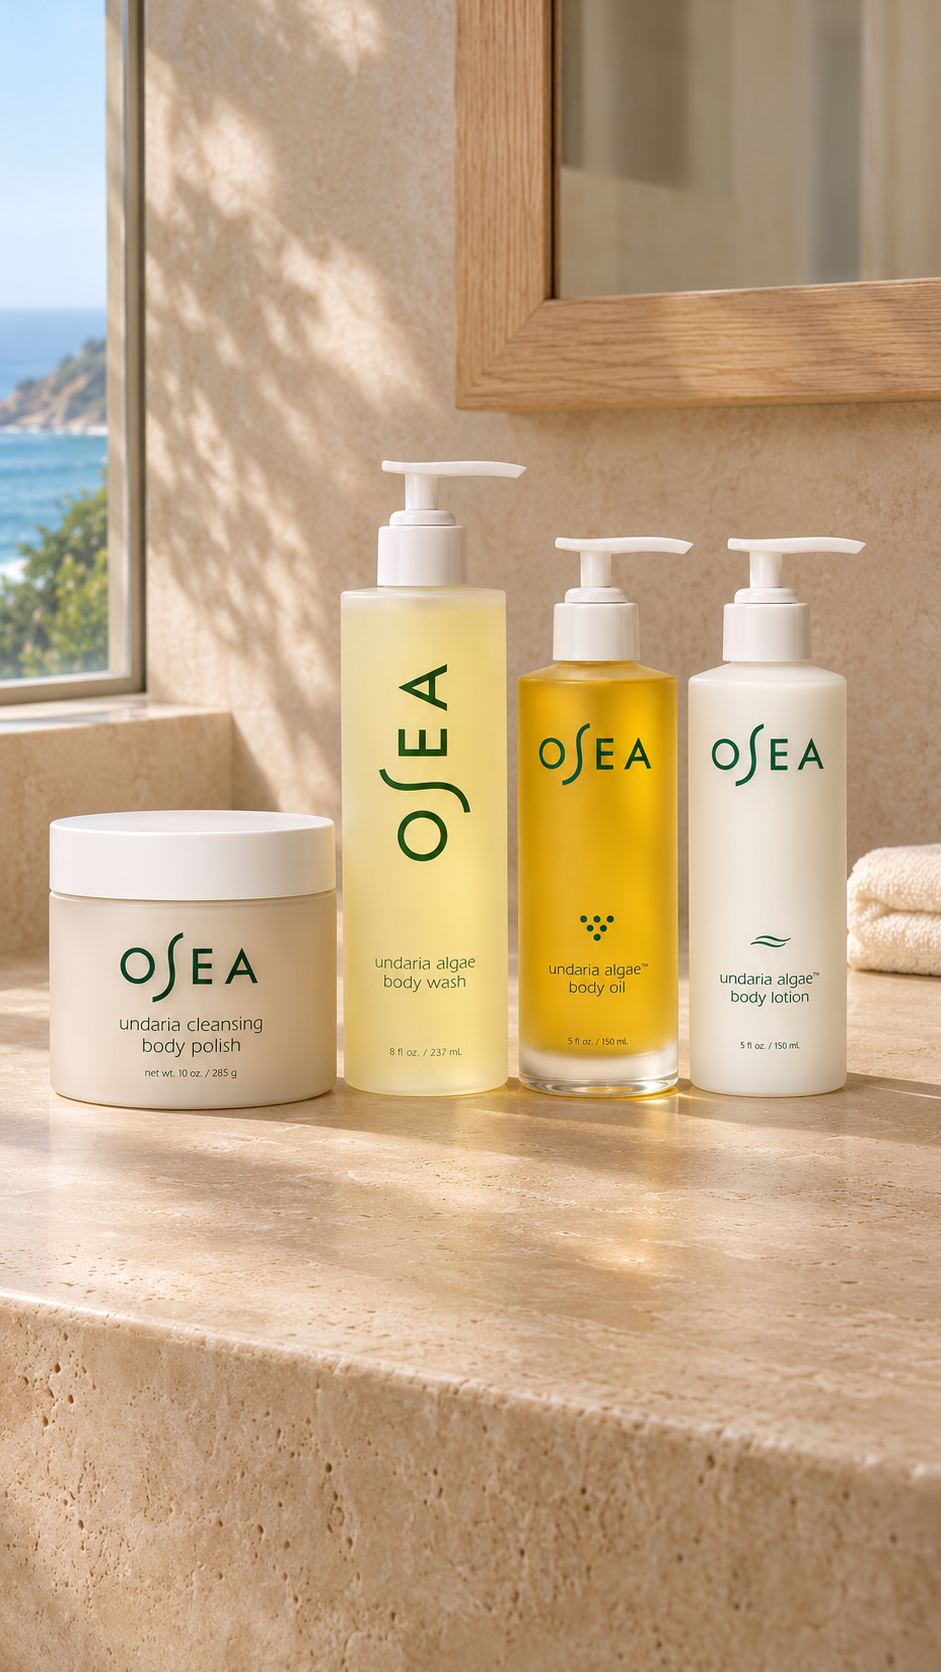 OSEA
undaria cleansing
body polish
net wt. 10 oz. / 285 g
OSEA
undaria algae
body wash
8 fl oz. / 237 mL
OSEA
undaria algae™
body oil
5 fl oz. / 150 mL
OSEA
undaria algae™
body lotion
5 fl oz. / 150 mL